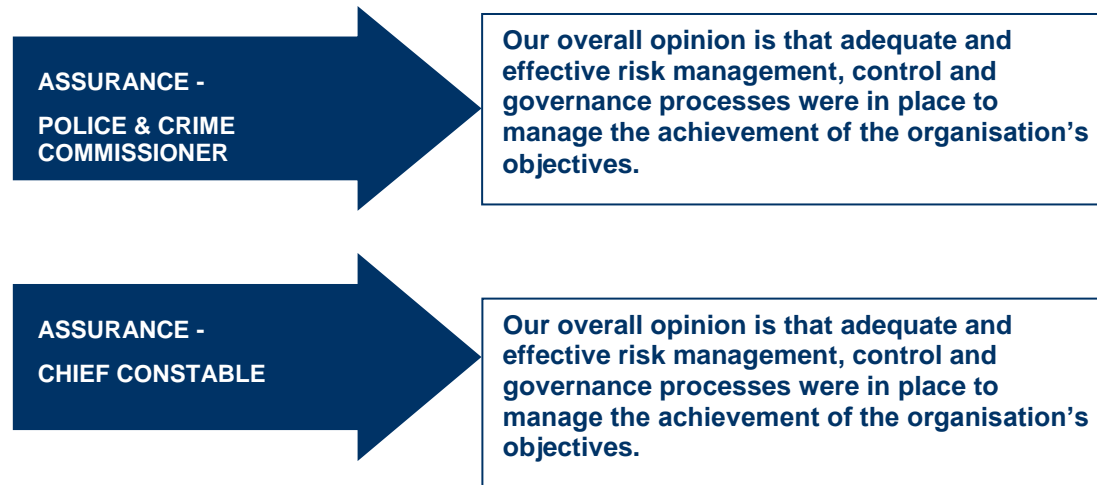 ASSURANCE -
POLICE & CRIME
COMMISSIONER
Our overall opinion is that adequate and
effective risk management, control and
governance processes were in place to
manage the achievement of the organisation’s
objectives.
ASSURANCE -
CHIEF CONSTABLE
Our overall opinion is that adequate and
effective risk management, control and
governance processes were in place to
manage the achievement of the organisation’s
objectives.